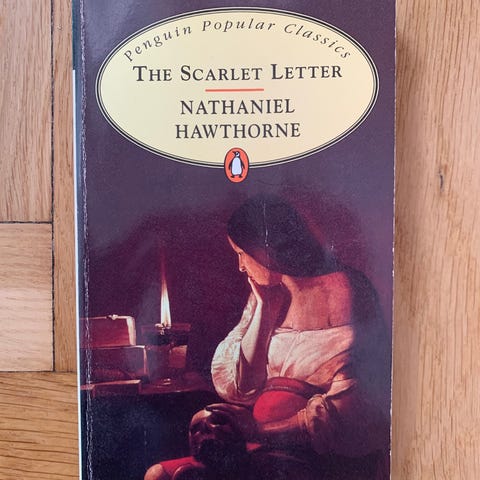 Penguin Popular Classics
THE SCARLET LETTER
NATHANIEL
HAWTHORNE